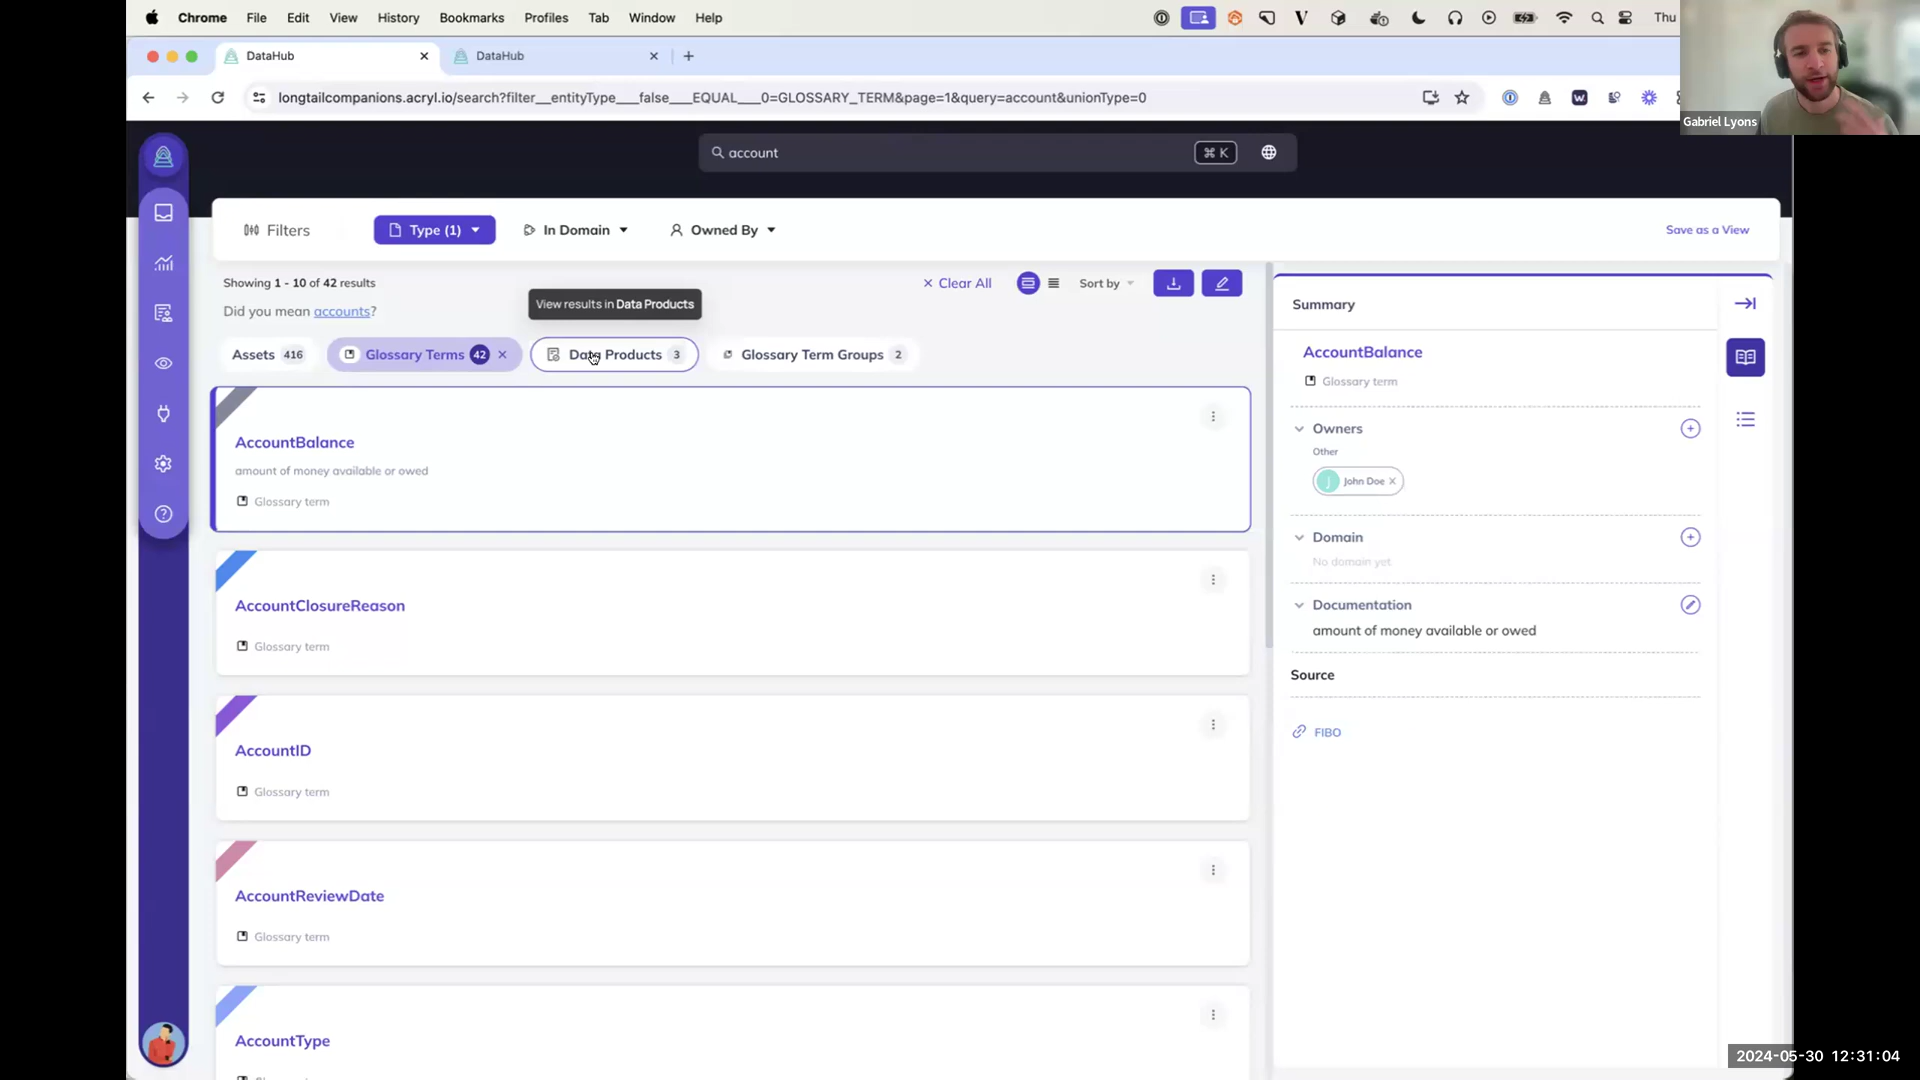 Chrome File Edit View History Bookmarks Profiles Tab Window Help Thu
DataHub
DataHub
longtailcompanions.acryl.io/search?filter__entityType___false___EQUAL___0=GLOSSARY_TERM&page=1&query=account&unionType=0
Gabriel Lyons
account
⌘ K
Filters
Type (1)
In Domain
Owned By
Save as a View
Showing 1 - 10 of 42 results
Clear All
Sort by
View results in Data Products
Did you mean accounts?
Assets 416
Glossary Terms 42
Data Products 3
Glossary Term Groups 2
AccountBalance
amount of money available or owed
Glossary term
AccountClosureReason
Glossary term
AccountID
Glossary term
AccountReviewDate
Glossary term
AccountType
Summary
AccountBalance
Glossary term
Owners
Other
J
John Doe
Domain
No domain yet
Documentation
amount of money available or owed
Source
FIBO
2024-05-30 12:31:04